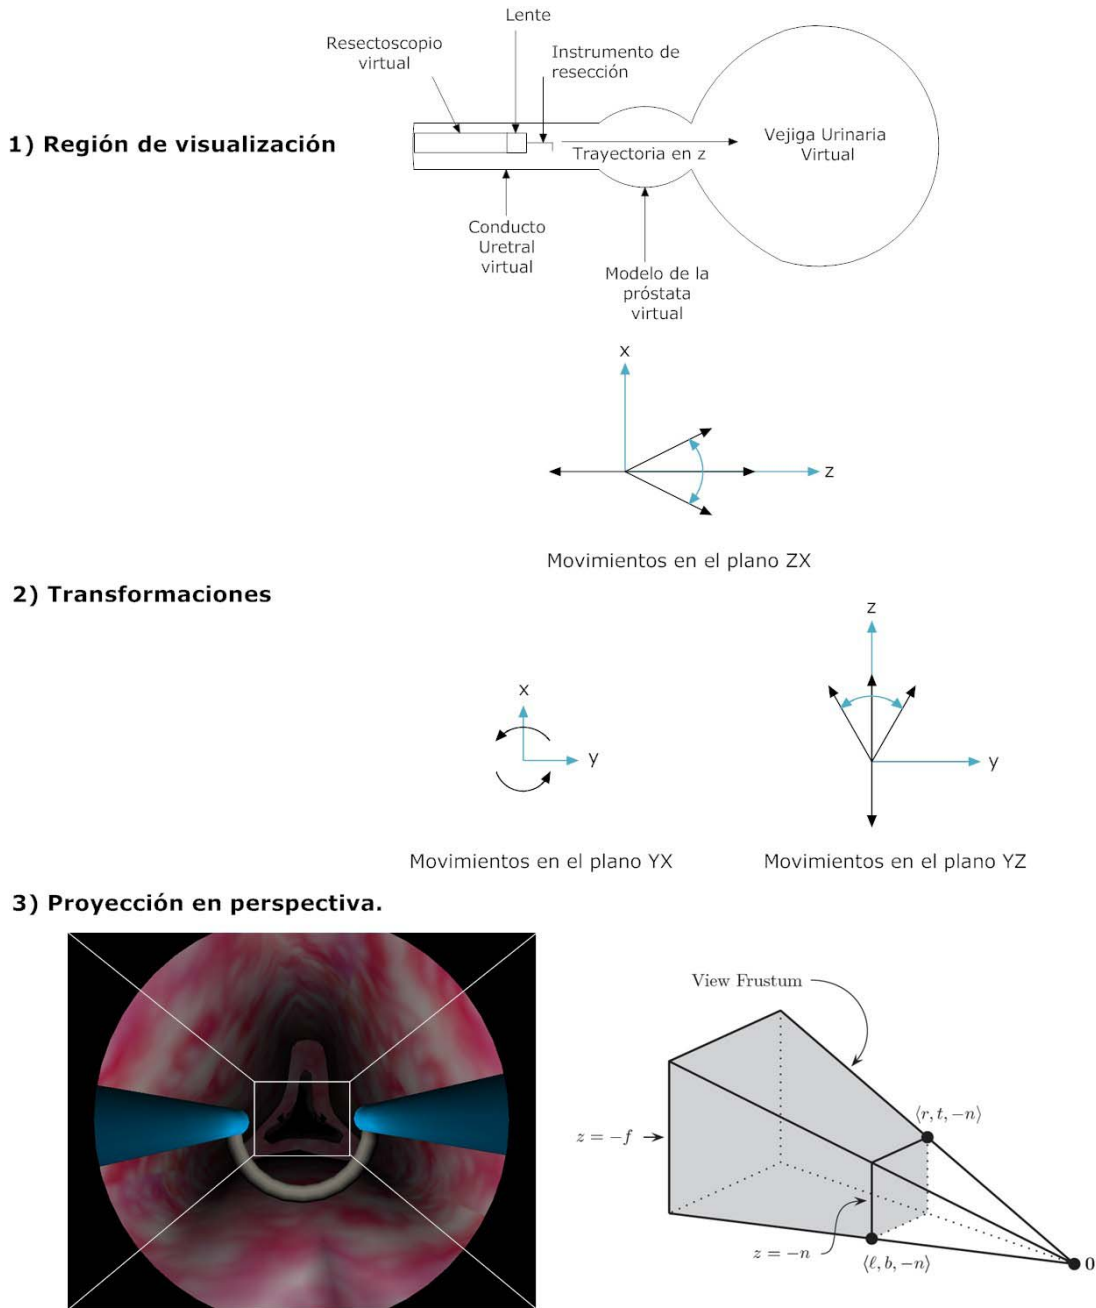 Lente
Resectoscopio
virtual
Instrumento de
resección
1) Región de visualización
Trayectoria en z
Vejiga Urinaria
Virtual
Conducto
Uretral
virtual
Modelo de la
próstata
virtual
x
z
Movimientos en el plano ZX
2) Transformaciones
x
y
Movimientos en el plano YX
z
y
Movimientos en el plano YZ
3) Proyección en perspectiva.
View Frustum
⟨r, t, −n⟩
z = −f
z = −n
⟨ℓ, b, −n⟩
0